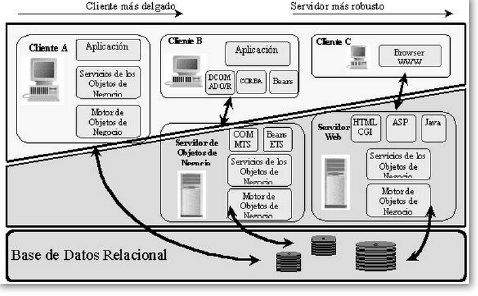 Cliente más delgado
Servidor más robusto
Cliente A
Aplicación
Servicios de los
Objetos de
Negocio
Motor de
Objetos de
Negocio
Cliente B
Aplicación
DCOM
ADO/R
CORBA
Beans
Cliente C
Browser
WWW
Servidor de
Objetos de
Negocio
COM
MTS
Beans
ETS
Servicios de los
Objetos de
Negocio
Motor de
Objetos de
Negocio
Servidor
Web
HTML
CGI
ASP
Java
Servicios de los
Objetos de
Negocio
Motor de
Objetos de
Negocio
Base de Datos Relacional